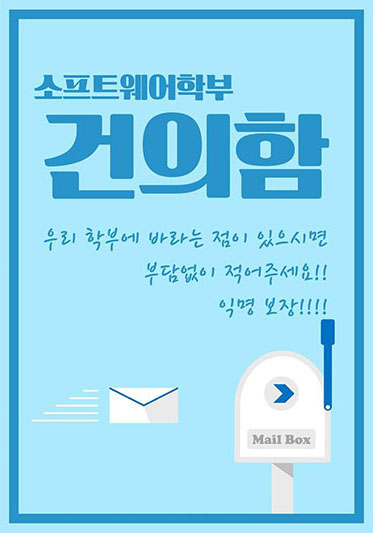 소프트웨어학부
건의함
우리 학부에 바라는 점이 있으시면
부담없이 적어주세요!!
익명 보장!!!!
Mail Box